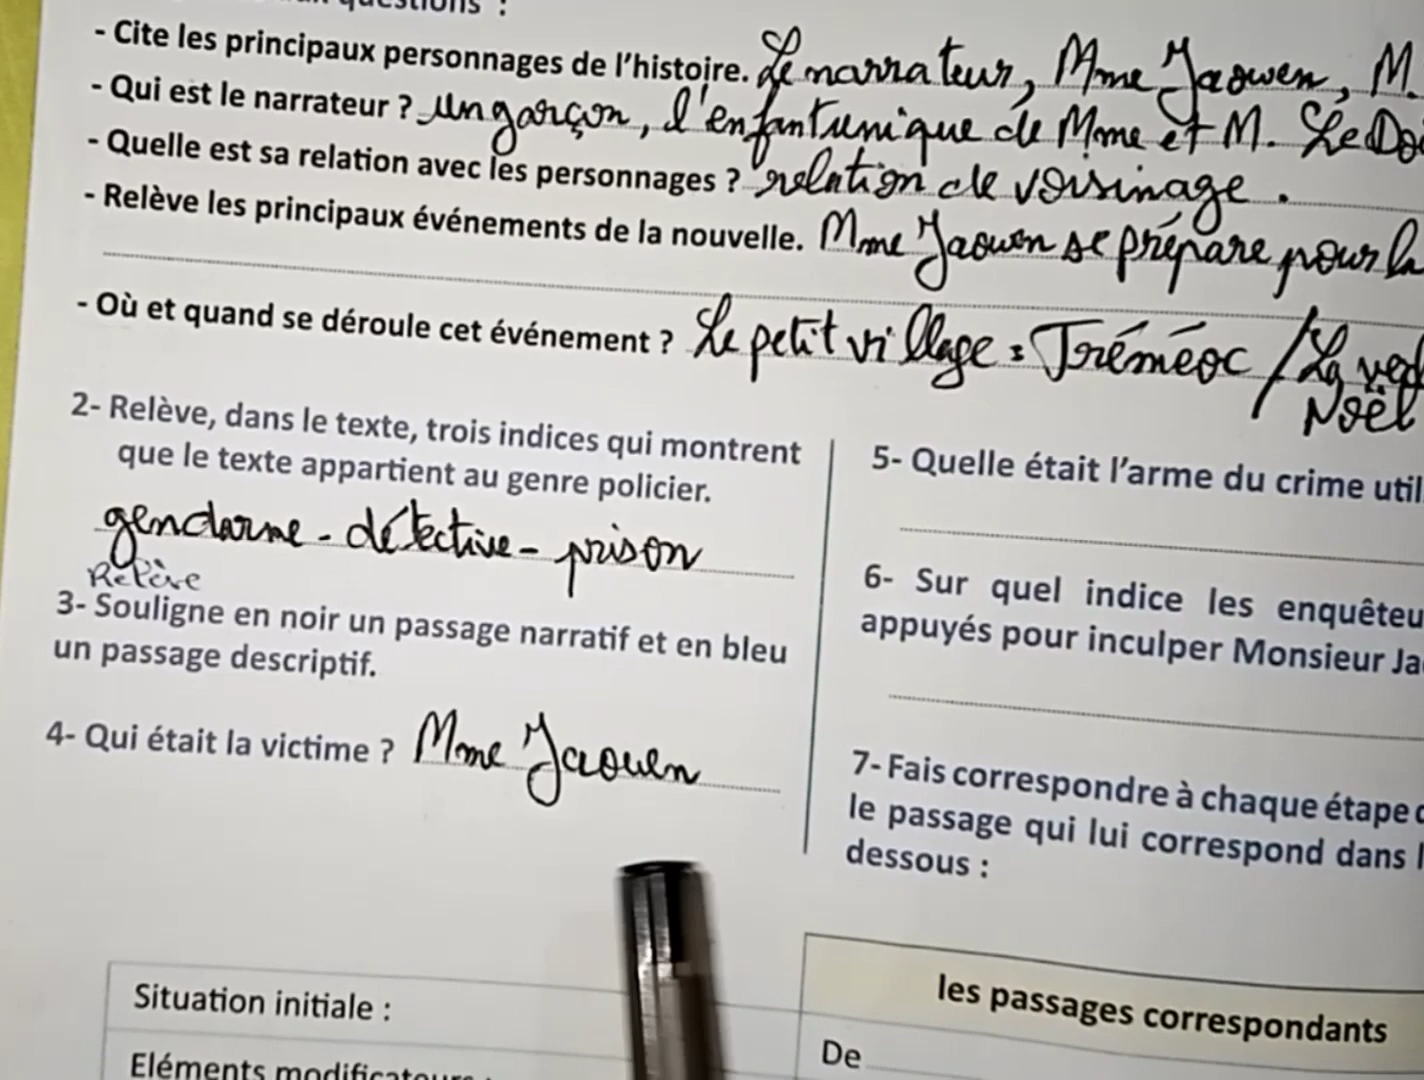 questions :
- Cite les principaux personnages de l'histoire. Le narrateur, Mme Jaouen, M.
- Qui est le narrateur ? Un garçon, l'enfant unique de Mme et M. Le Do
- Quelle est sa relation avec les personnages ? relation de voisinage.
- Relève les principaux événements de la nouvelle. Mme Jaouen se prépare pour la
- Où et quand se déroule cet événement ? Le petit village : Tréméoc / La
Noël
2- Relève, dans le texte, trois indices qui montrent
que le texte appartient au genre policier.
gendarme - détective - prison
Relève
3- Souligne en noir un passage narratif et en bleu
un passage descriptif.
4- Qui était la victime ? Mme Jaouen
5- Quelle était l'arme du crime util
6- Sur quel indice les enquêteu
appuyés pour inculper Monsieur Ja
7- Fais correspondre à chaque étape
le passage qui lui correspond dans
dessous :
Situation initiale :
Eléments modificateurs :
les passages correspondants
De